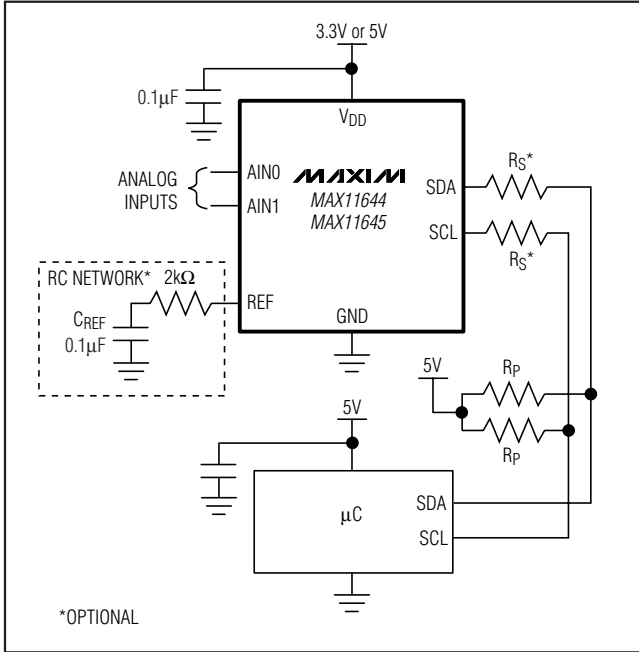 3.3V or 5V
0.1µF
VDD
ANALOG
INPUTS
AIN0
AIN1
MAXIM
MAX11644
MAX11645
SDA
SCL
RS*
RS*
RC NETWORK*
2kΩ
CREF
0.1µF
REF
GND
5V
RP
RP
5V
µC
SDA
SCL
*OPTIONAL